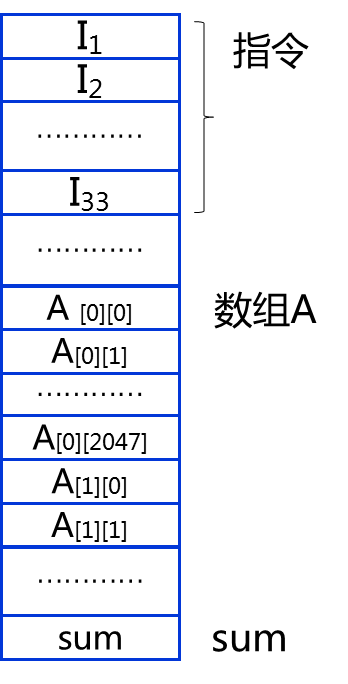 I1
指令
I2
…………
I33
…………
A [0][0]
数组A
A[0][1]
…………
A[0][2047]
A[1][0]
A[1][1]
…………
sum
sum